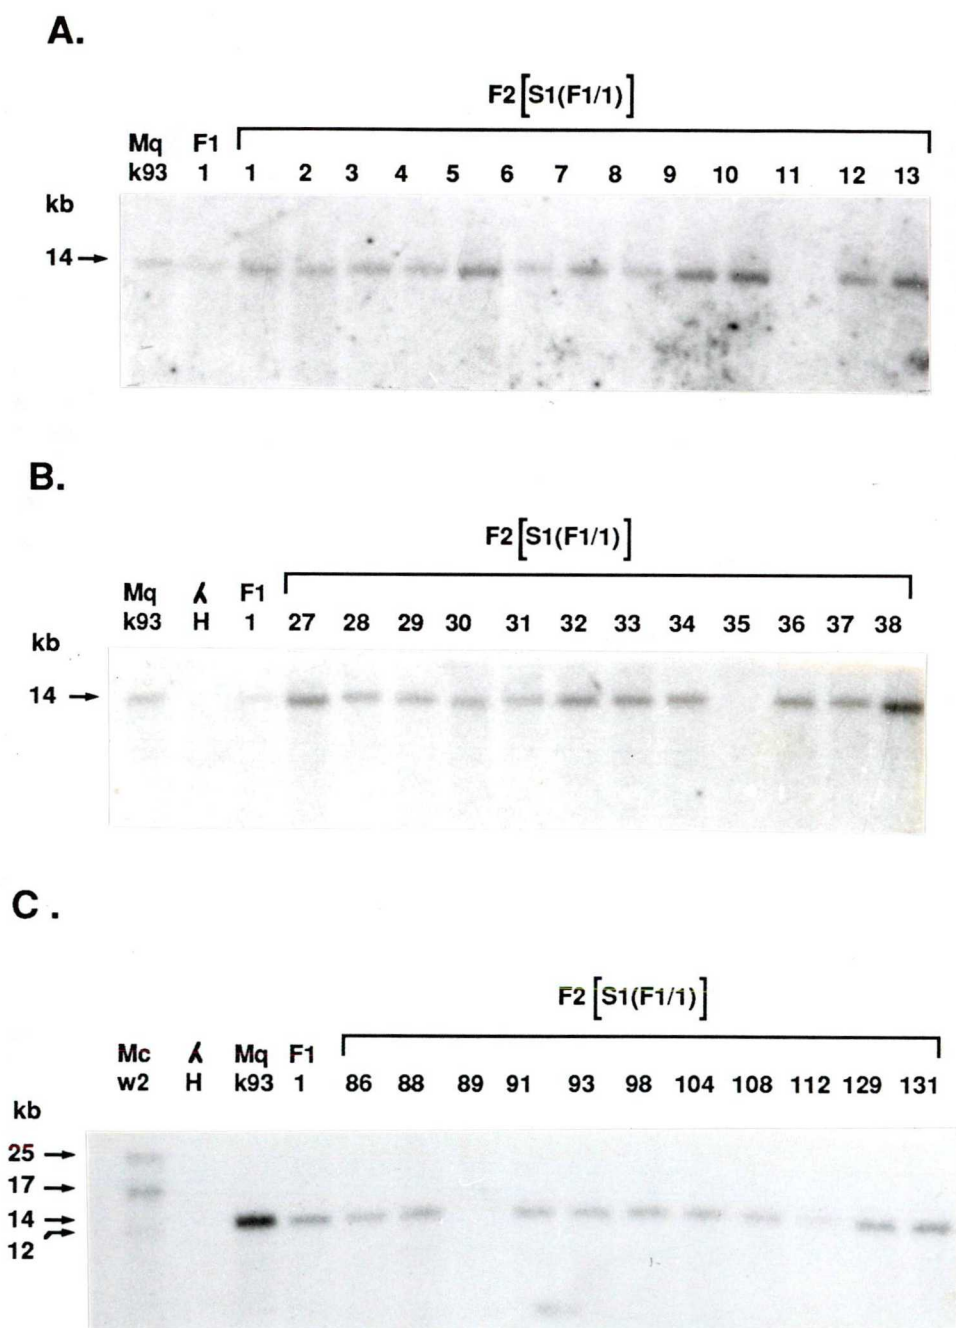 A.
F2 [S1(F1/1)]
Mq F1
k93 1 1 2 3 4 5 6 7 8 9 10 11 12 13
kb
14
B.
F2 [S1(F1/1)]
Mq λ F1
k93 H 1 27 28 29 30 31 32 33 34 35 36 37 38
kb
14
C.
F2 [S1(F1/1)]
Mc λ Mq F1
w2 H k93 1 86 88 89 91 93 98 104 108 112 129 131
kb
25
17
14
12